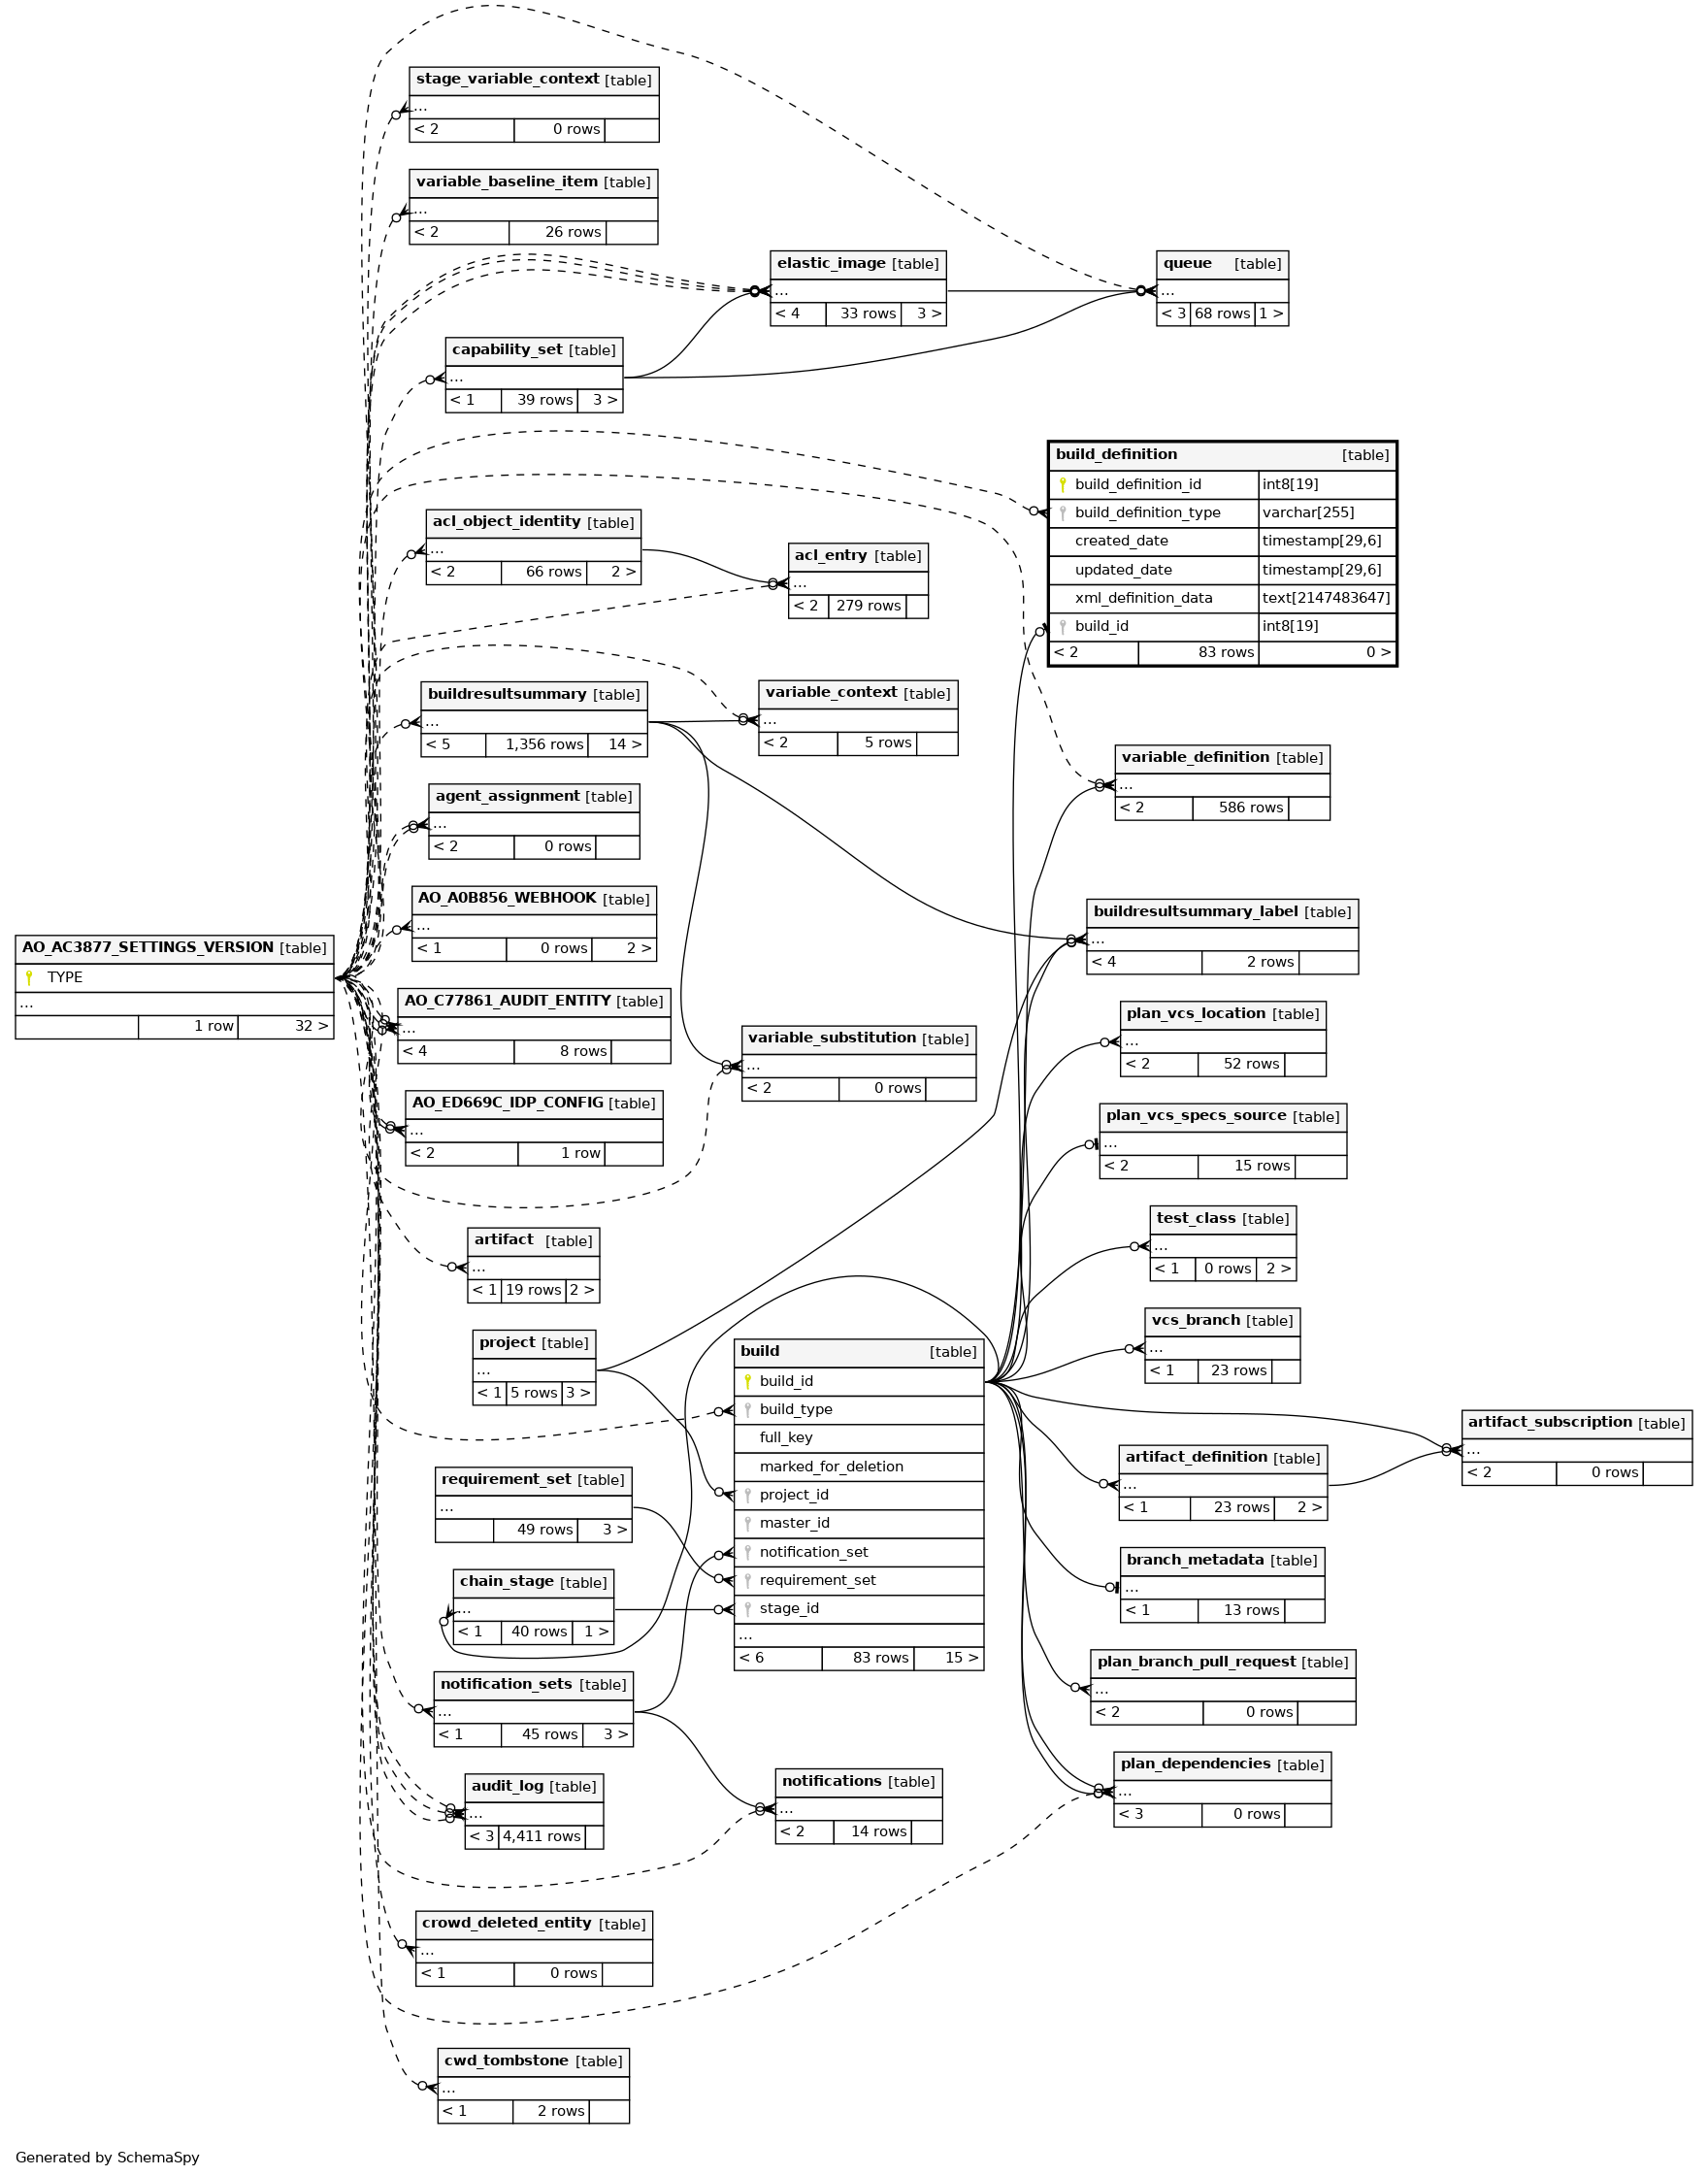 stage_variable_context [table]
...
< 2 0 rows
variable_baseline_item [table]
...
< 2 26 rows
elastic_image [table]
...
< 4 33 rows 3 >
queue [table]
...
< 3 68 rows 1 >
capability_set [table]
...
< 1 39 rows 3 >
build_definition [table]
build_definition_id int8[19]
build_definition_type varchar[255]
created_date timestamp[29,6]
updated_date timestamp[29,6]
xml_definition_data text[2147483647]
build_id int8[19]
< 2 83 rows 0 >
acl_object_identity [table]
...
< 2 66 rows 2 >
acl_entry [table]
...
< 2 279 rows
buildresultsummary [table]
...
< 5 1,356 rows 14 >
variable_context [table]
...
< 2 5 rows
variable_definition [table]
...
< 2 586 rows
agent_assignment [table]
...
< 2 0 rows
AO_A0B856_WEBHOOK [table]
...
< 1 0 rows 2 >
buildresultsummary_label [table]
...
< 4 2 rows
AO_AC3877_SETTINGS_VERSION [table]
TYPE
...
1 row 32 >
AO_C77861_AUDIT_ENTITY [table]
...
< 4 8 rows
plan_vcs_location [table]
...
< 2 52 rows
variable_substitution [table]
...
< 2 0 rows
AO_ED669C_IDP_CONFIG [table]
...
< 2 1 row
plan_vcs_specs_source [table]
...
< 2 15 rows
test_class [table]
...
< 1 0 rows 2 >
artifact [table]
...
< 1 19 rows 2 >
vcs_branch [table]
...
< 1 23 rows
project [table]
...
< 1 5 rows 3 >
build [table]
build_id
build_type
full_key
marked_for_deletion
project_id
master_id
notification_set
requirement_set
stage_id
...
< 6 83 rows 15 >
artifact_subscription [table]
...
< 2 0 rows
artifact_definition [table]
...
< 1 23 rows 2 >
requirement_set [table]
...
49 rows 3 >
branch_metadata [table]
...
< 1 13 rows
chain_stage [table]
...
< 1 40 rows 1 >
plan_branch_pull_request [table]
...
< 2 0 rows
notification_sets [table]
...
< 1 45 rows 3 >
plan_dependencies [table]
...
< 3 0 rows
audit_log [table]
...
< 3 4,411 rows
notifications [table]
...
< 2 14 rows
crowd_deleted_entity [table]
...
< 1 0 rows
cwd_tombstone [table]
...
< 1 2 rows
Generated by SchemaSpy